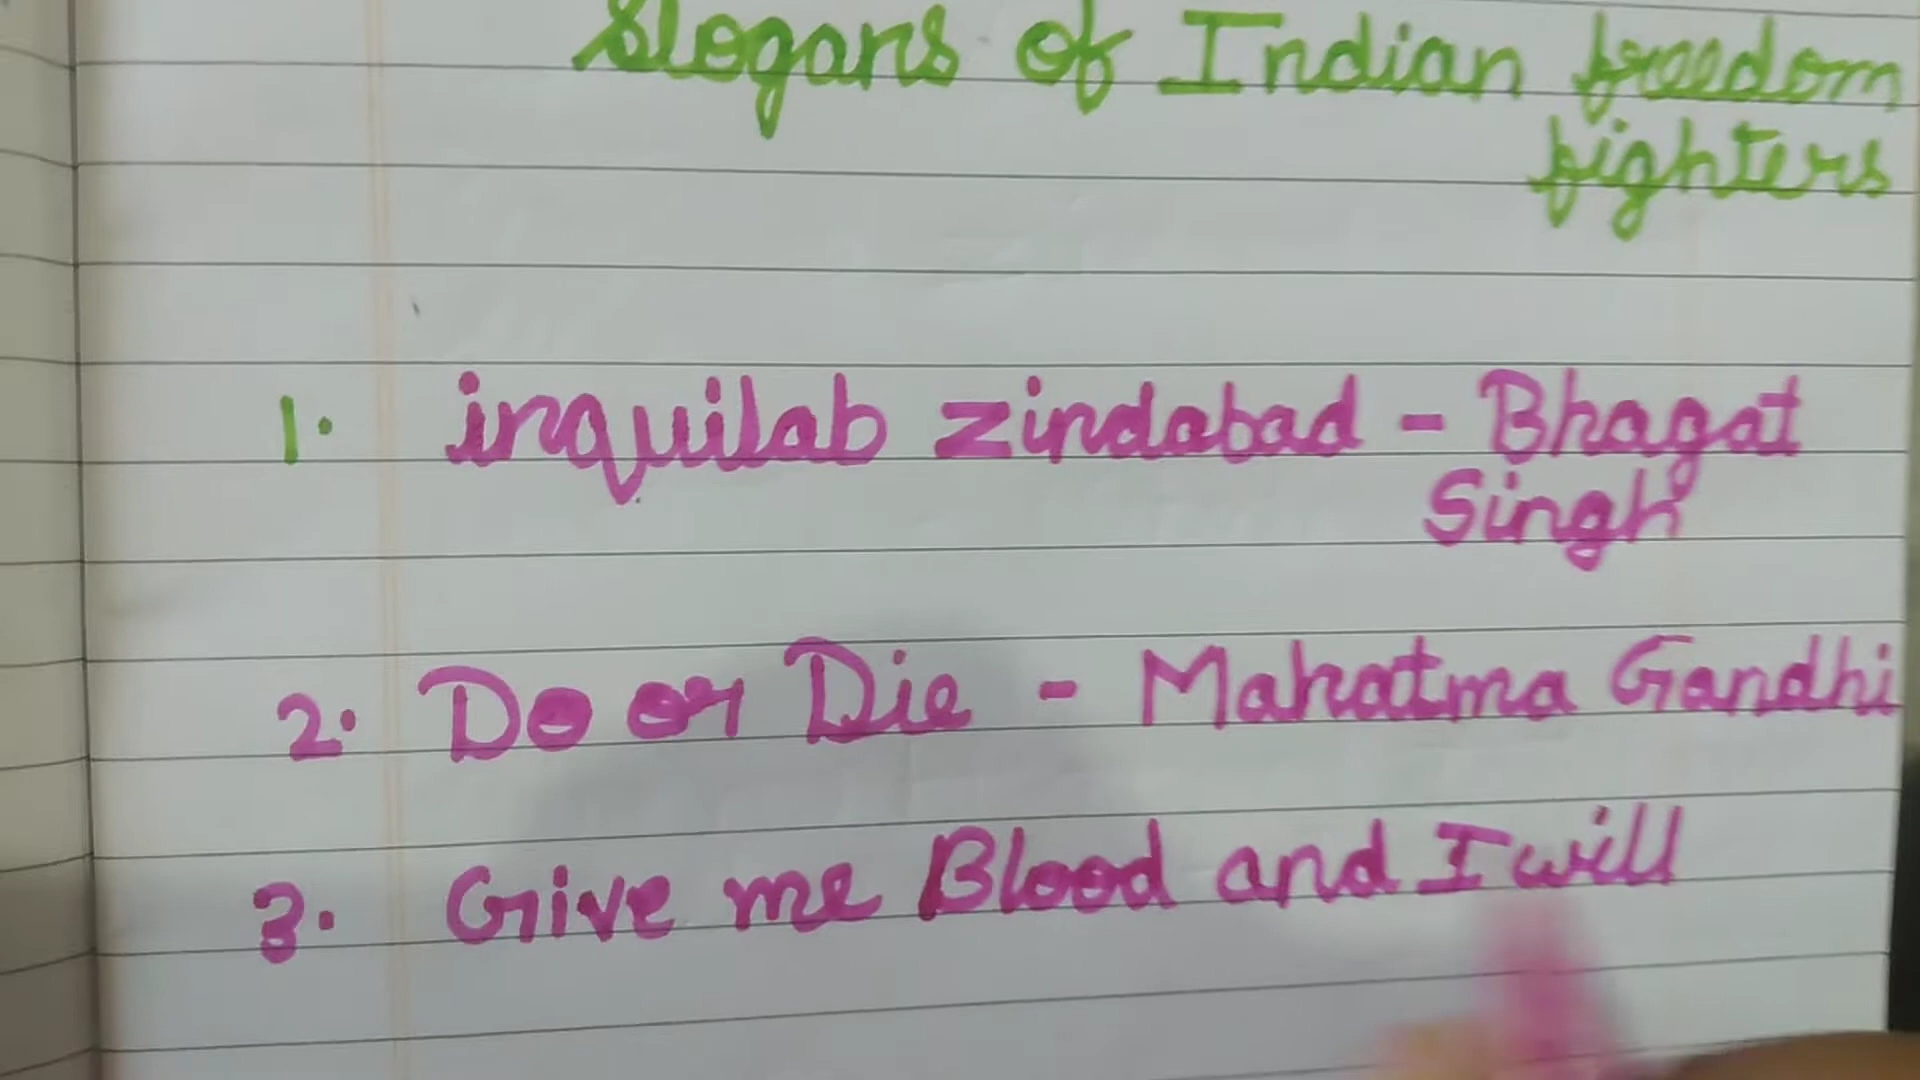 Slogans of Indian freedom
fighters
1. inquilab zindabad - Bhagat
Singh
2. Do or Die - Mahatma Gandhi
3. Give me Blood and I will